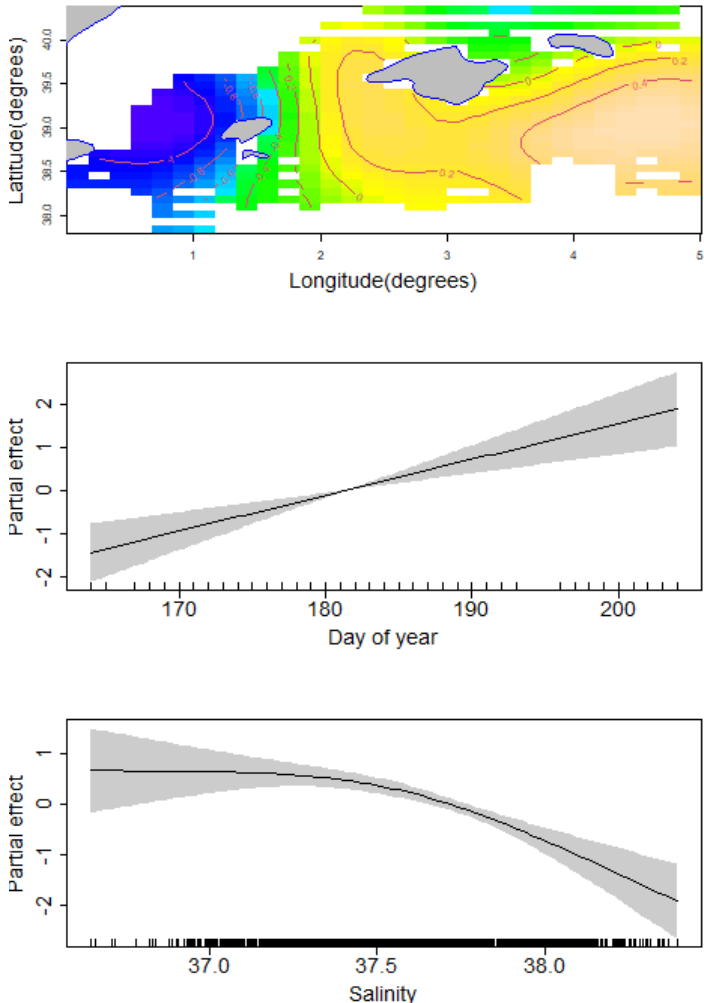 Latitude(degrees)
38.0 38.5 39.0 39.5 40.0
0 0.2 0.4
0.2
0
1 2 3 4 5
Longitude(degrees)
Partial effect
-2 -1 0 1 2
170 180 190 200
Day of year
Partial effect
-2 -1 0 1
37.0 37.5 38.0
Salinity